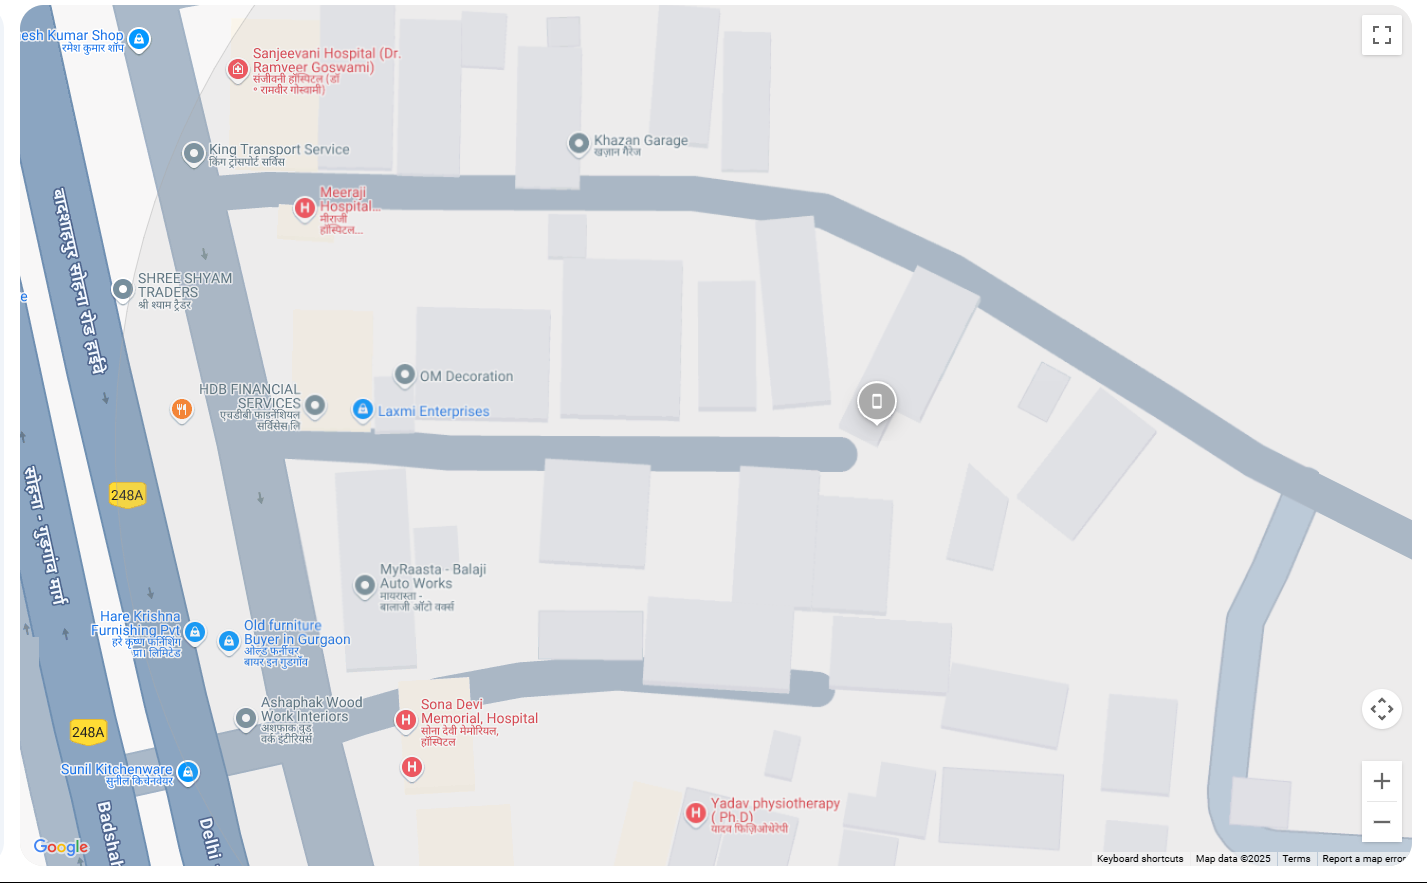 esh Kumar Shop
रमेश कुमार शॉप
Sanjeevani Hospital (Dr.
Ramveer Goswami)
संजीवनी हॉस्पिटल (डॉ
॰ रामवीर गोस्वामी)
King Transport Service
किंग ट्रांसपोर्ट सर्विस
Khazan Garage
खज़ान गैरेज
Meeraji
Hospital...
मीराजी
हॉस्पिटल...
बादशाहपुर सोहना रोड हाईवे
SHREE SHYAM
TRADERS
श्री श्याम ट्रेडर
e
OM Decoration
HDB FINANCIAL
SERVICES
एचडीबी फाइनेंशियल
सर्विसेस लि
Laxmi Enterprises
248A
सोहना - गुड़गांव मार्ग
MyRaasta - Balaji
Auto Works
मायरास्ता -
बालाजी ऑटो वर्क्स
Hare Krishna
Furnishing Pvt
हरे कृष्ण फर्निशिंग
प्रा। लिमिटेड
Old furniture
Buyer in Gurgaon
ओल्ड फर्नीचर
बायर इन गुडगाँव
Ashaphak Wood
Work Interiors
अशफ़ाक वुड
वर्क इंटीरियर्स
Sona Devi
Memorial, Hospital
सोना देवी मेमोरियल,
हॉस्पिटल
248A
Sunil Kitchenware
सुनील किचेनवेयर
Yadav physiotherapy
( Ph.D)
यादव फिज़िओथेरेपी
Badshah
Delhi
Google
Keyboard shortcuts
Map data ©2025
Terms
Report a map error